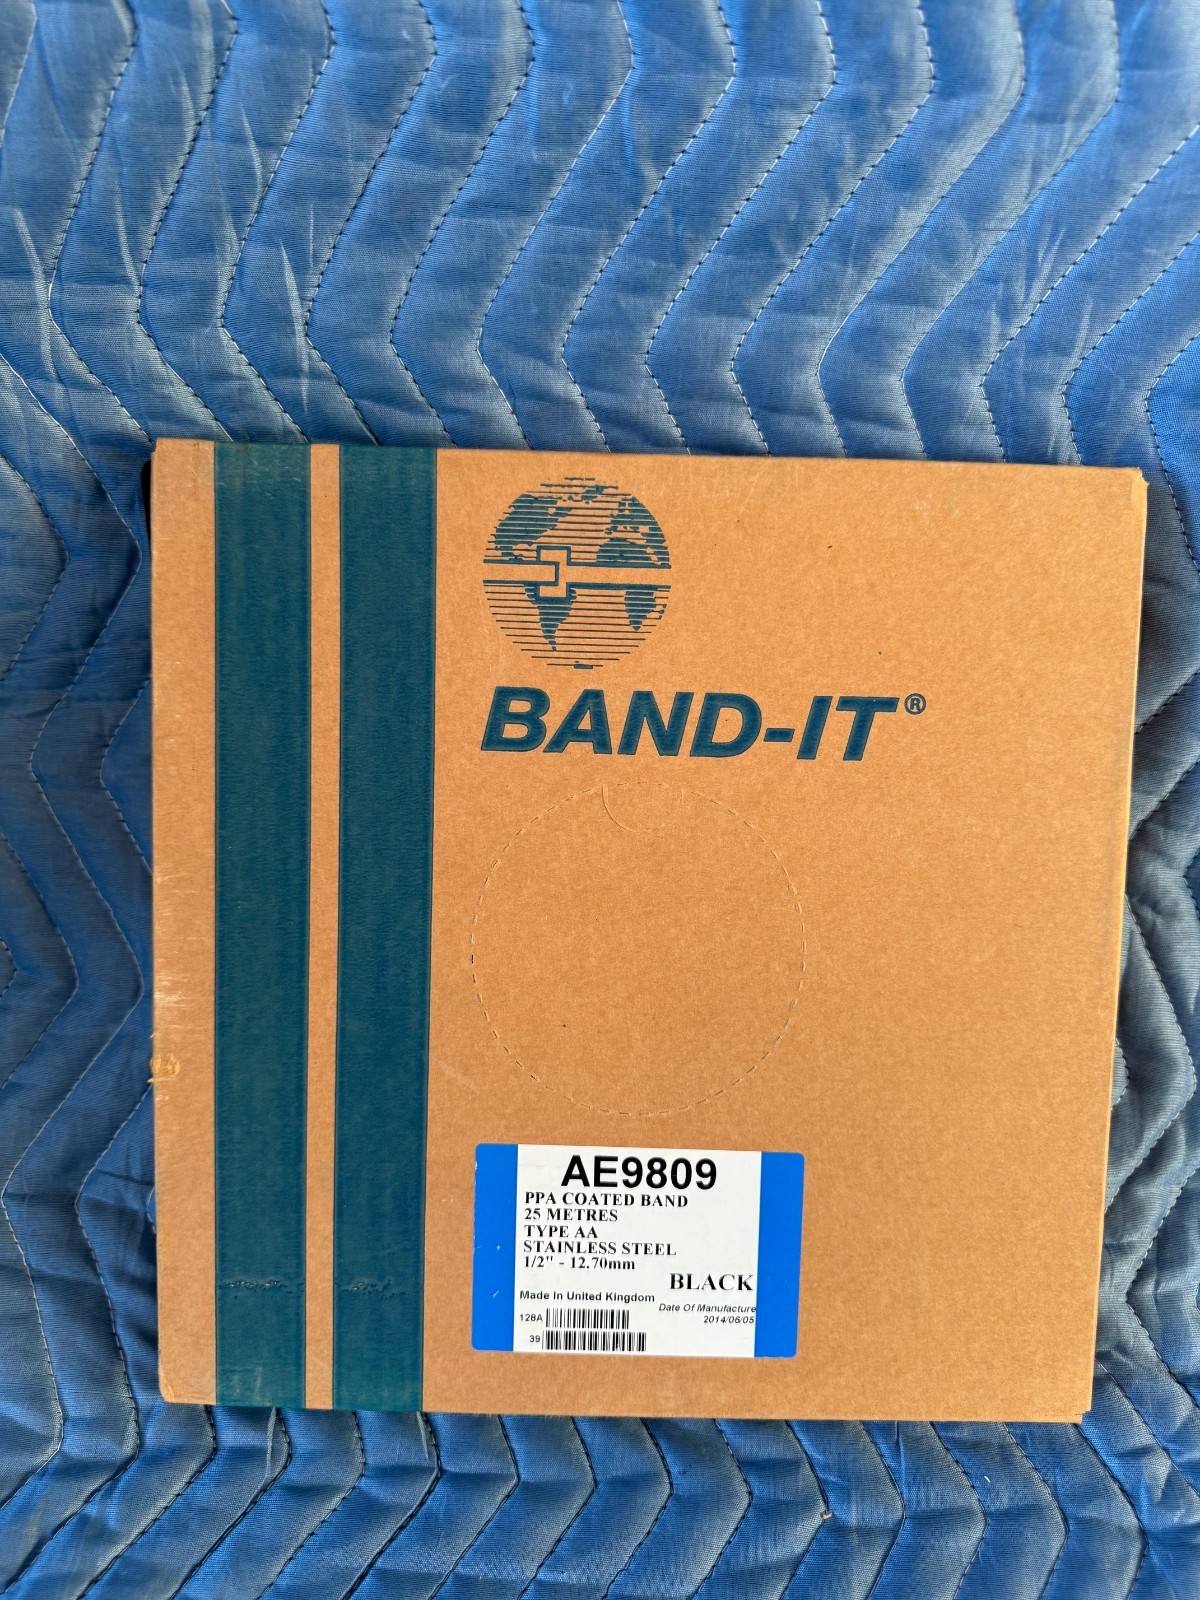 BAND-IT®
AE9809
PPA COATED BAND
25 METRES
TYPE AA
STAINLESS STEEL
1/2" - 12.70mm
BLACK
Made In United Kingdom
Date Of Manufacture
2014/06/05
128A
39